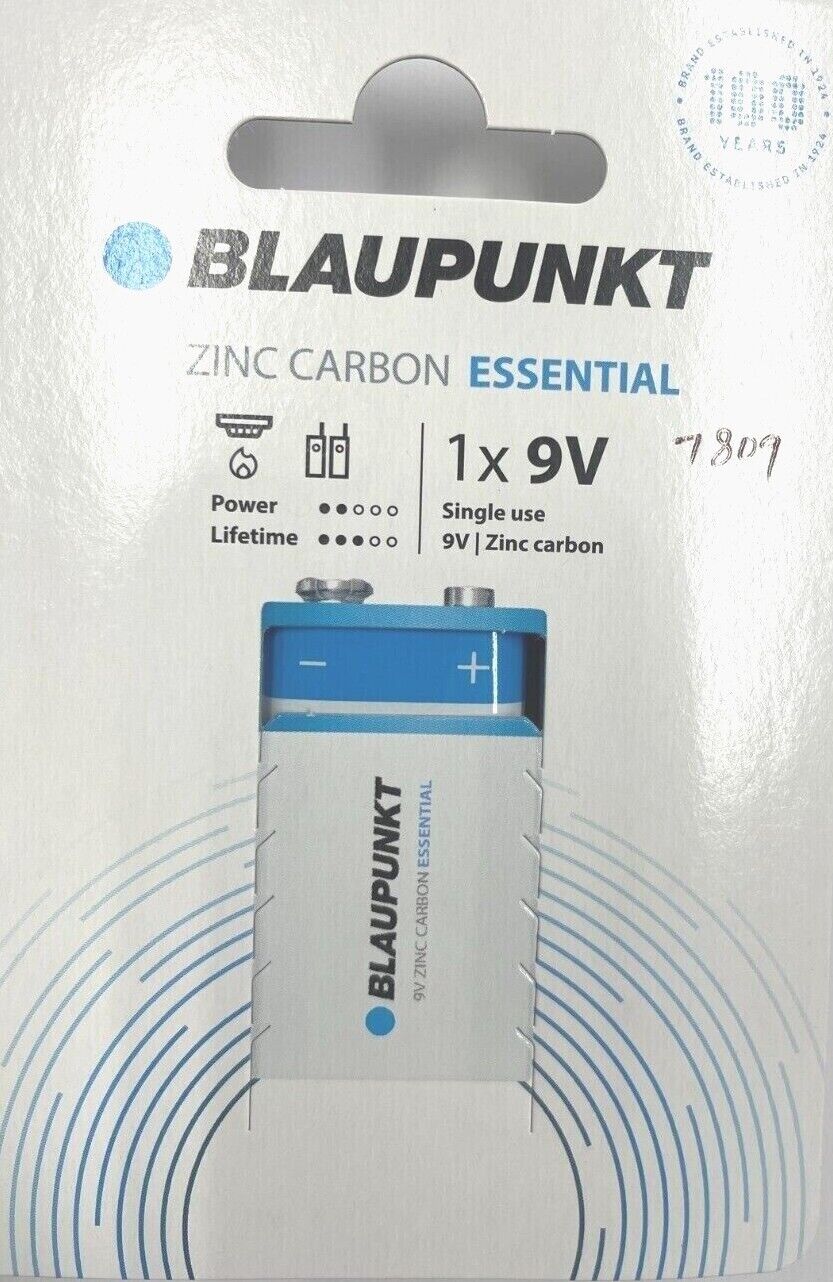 BRAND ESTABLISHED IN 1924 • BRAND ESTABLISHED IN 1924 •
100
YEARS
BLAUPUNKT
ZINC CARBON ESSENTIAL
1x 9V
7809
Power
Lifetime
Single use
9V | Zinc carbon
− +
BLAUPUNKT
9V ZINC CARBON ESSENTIAL